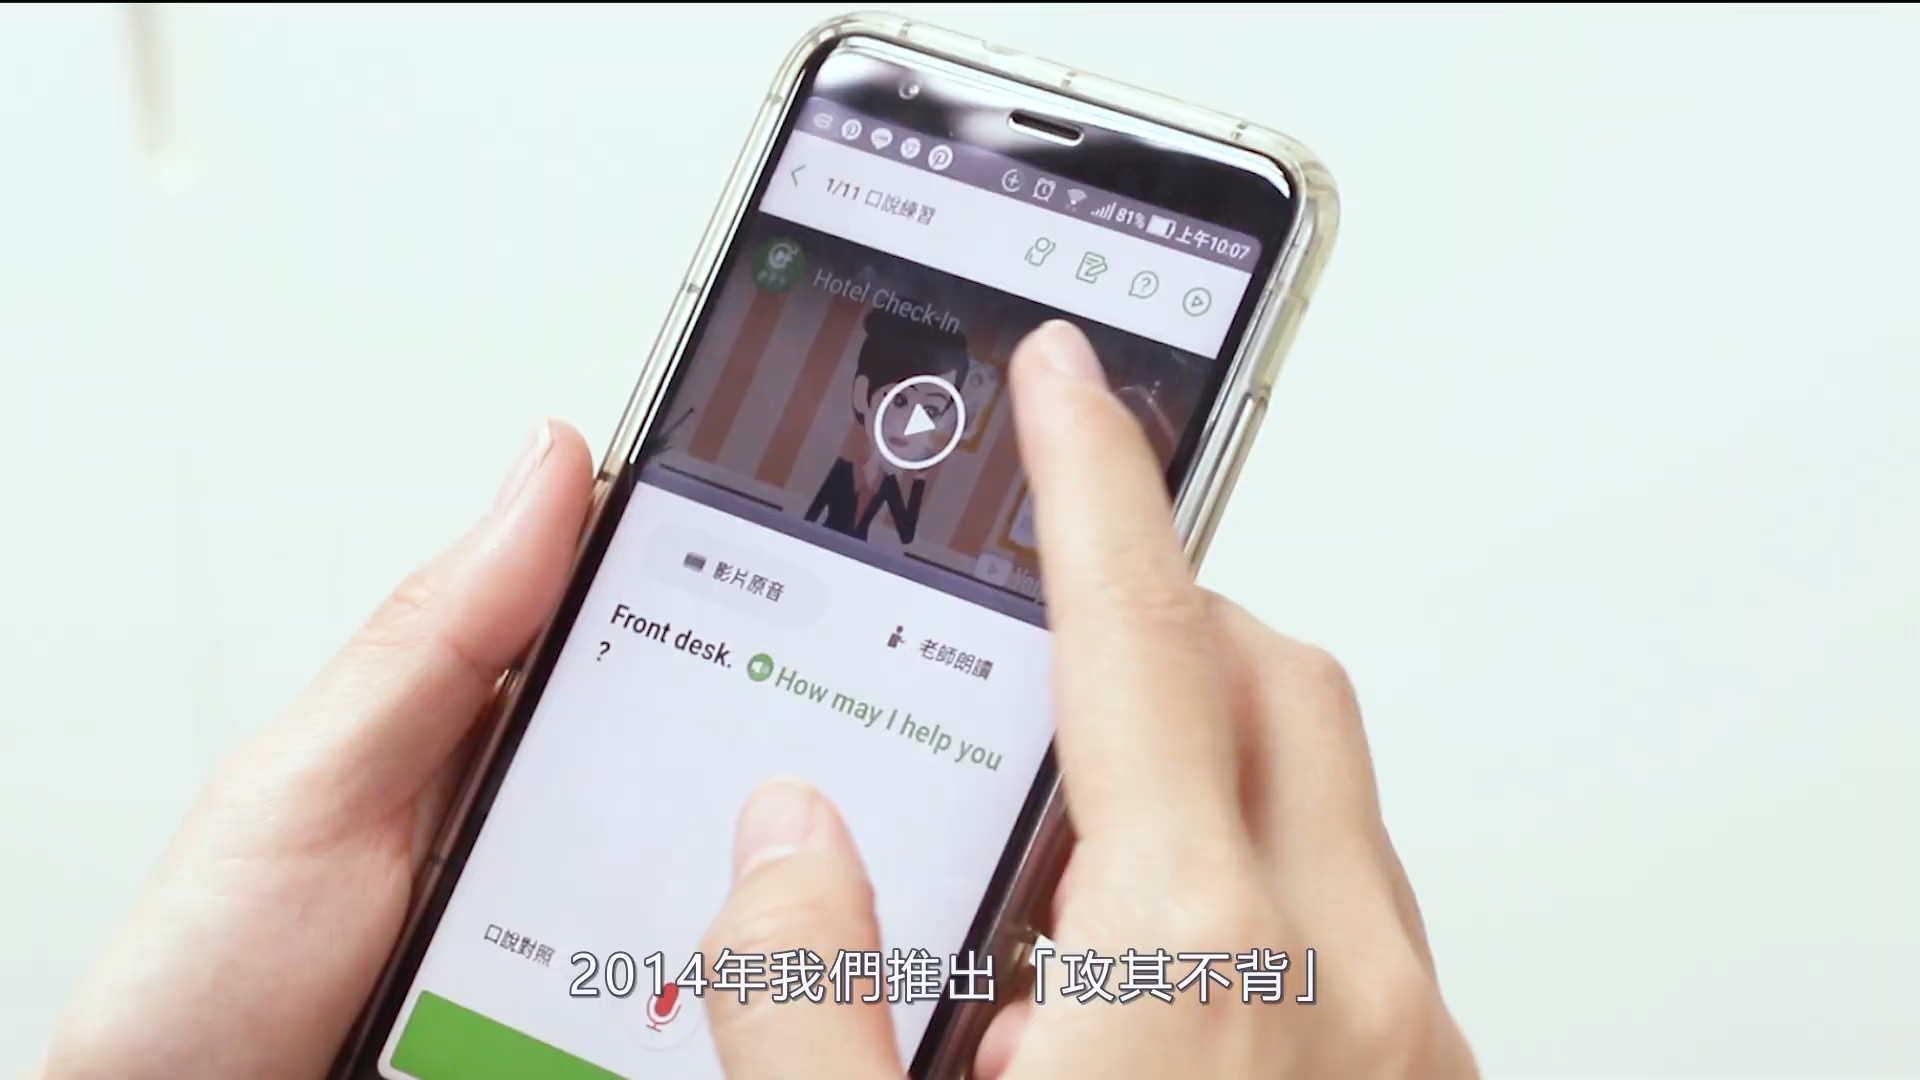 81% 上午10:07
1/11 口說練習
Hotel Check-In
影片原音
老師朗讀
Front desk. How may I help you
?
口說對照
2014年我們推出「攻其不背」